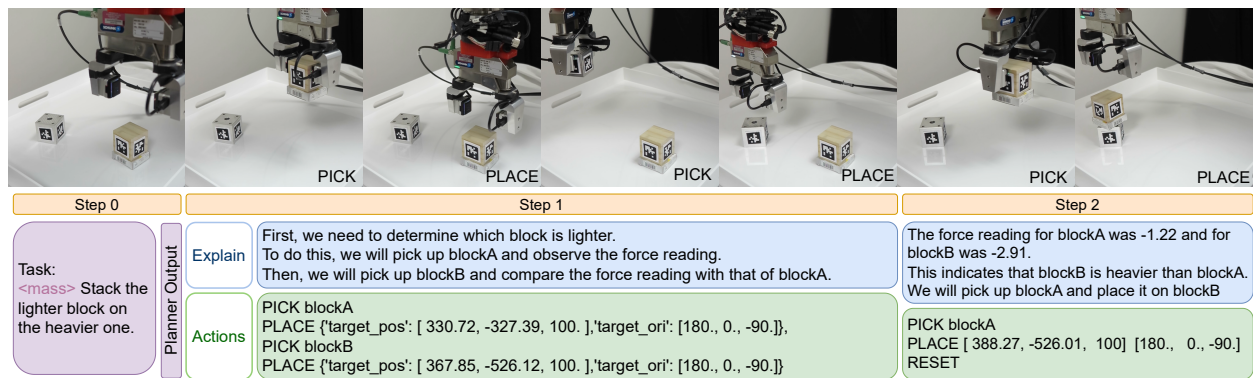 PICK
PLACE
PICK
PLACE
PICK
PLACE
Step 0
Step 1
Step 2
Task:
<mass> Stack the
lighter block on
the heavier one.
Planner Output
Explain
First, we need to determine which block is lighter.
To do this, we will pick up blockA and observe the force reading.
Then, we will pick up blockB and compare the force reading with that of blockA.
Actions
PICK blockA
PLACE {'target_pos': [ 330.72, -327.39, 100. ],'target_ori': [180., 0., -90.]},
PICK blockB
PLACE {'target_pos': [ 367.85, -526.12, 100. ],'target_ori': [180., 0., -90.]}
The force reading for blockA was -1.22 and for
blockB was -2.91.
This indicates that blockB is heavier than blockA.
We will pick up blockA and place it on blockB
PICK blockA
PLACE [ 388.27, -526.01, 100] [180., 0., -90.]
RESET